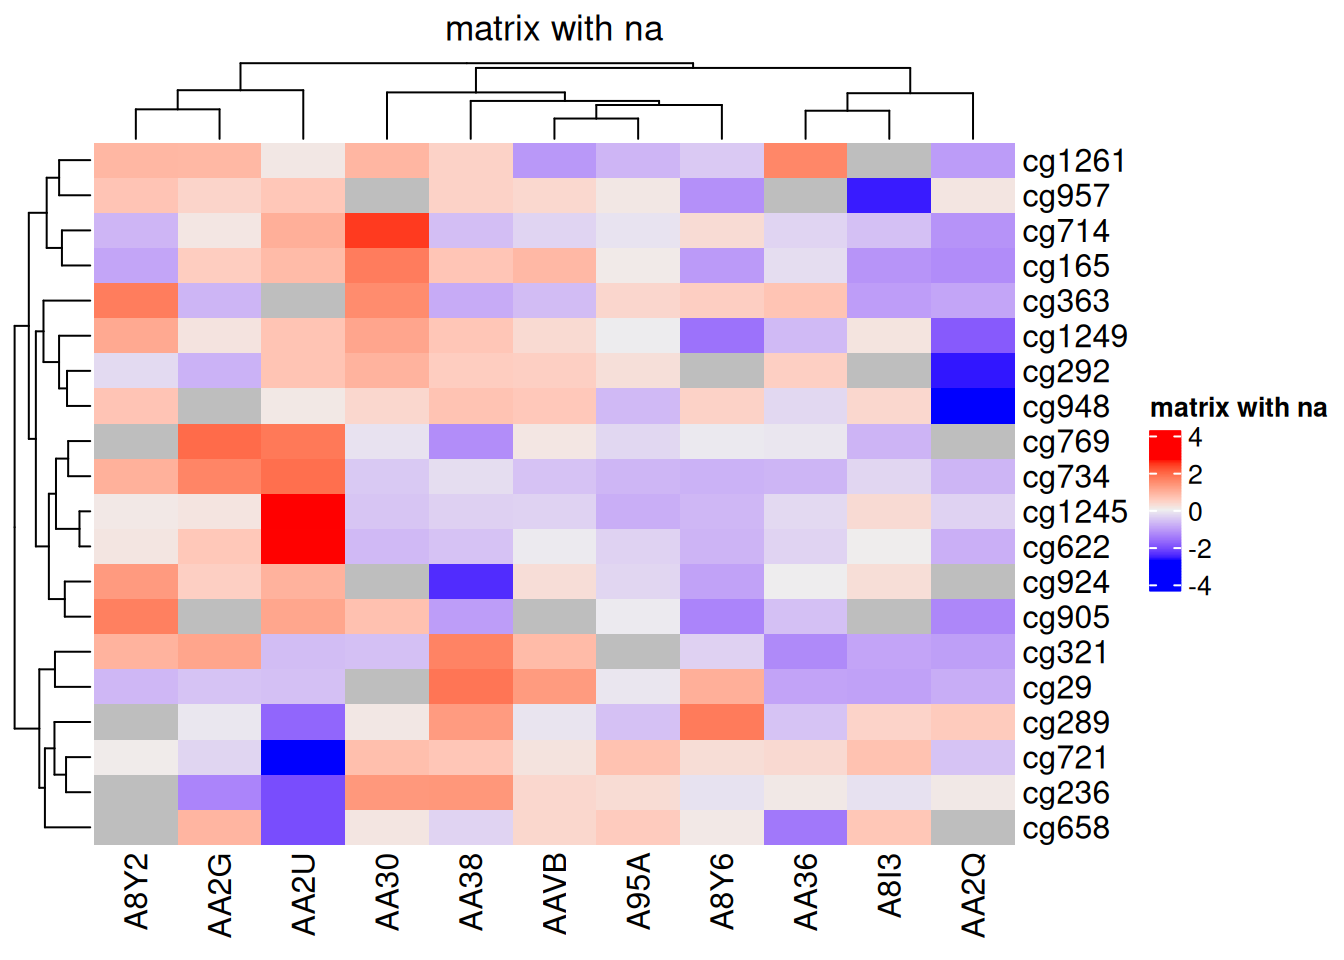 matrix with na
cg1261
cg957
cg714
cg165
cg363
cg1249
cg292
cg948
cg769
cg734
cg1245
cg622
cg924
cg905
cg321
cg29
cg289
cg721
cg236
cg658
A8Y2
AA2G
AA2U
AA30
AA38
AAVB
A95A
A8Y6
AA36
A8I3
AA2Q
matrix with na
4
2
0
-2
-4